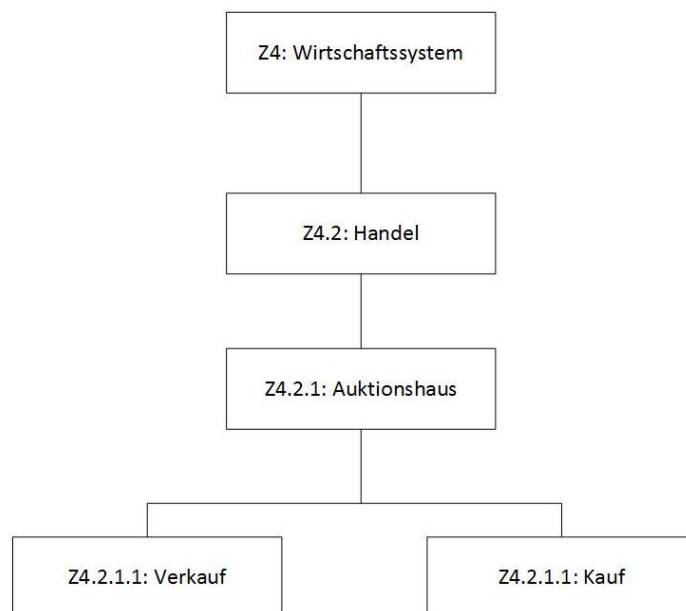 Z4: Wirtschaftssystem
Z4.2: Handel
Z4.2.1: Auktionshaus
Z4.2.1.1: Verkauf
Z4.2.1.1: Kauf